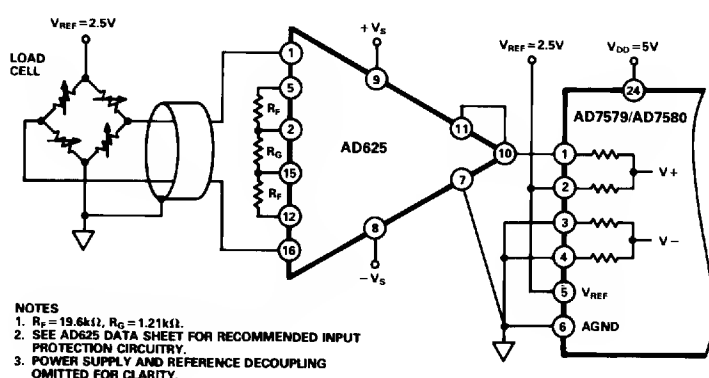 VREF=2.5V
LOAD
CELL
+VS
VREF=2.5V
VDD=5V
1
5
2
15
12
16
RF
RG
RF
9
11
10
7
8
AD625
-VS
24
AD7579/AD7580
1
2
3
4
5
6
V+
V-
VREF
AGND
NOTES
1. RF=19.6kΩ, RG=1.21kΩ.
2. SEE AD625 DATA SHEET FOR RECOMMENDED INPUT
PROTECTION CIRCUITRY.
3. POWER SUPPLY AND REFERENCE DECOUPLING
OMITTED FOR CLARITY.